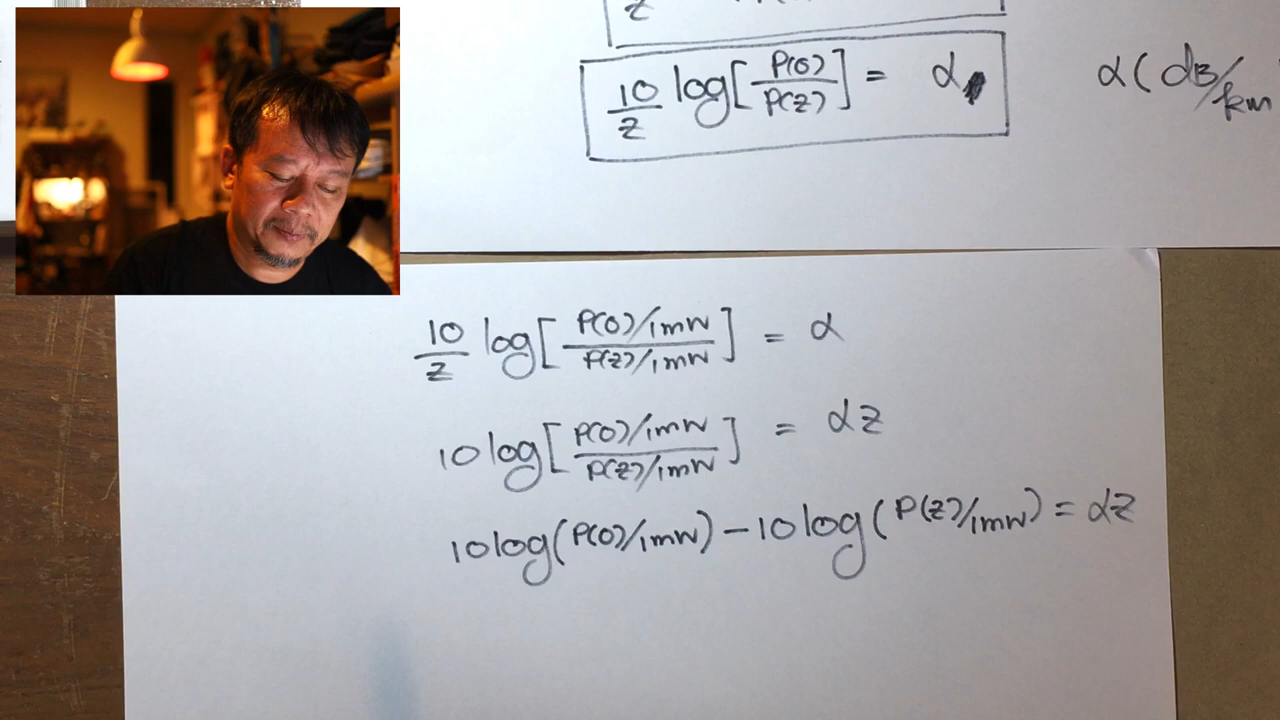 10/z log[P(0)/P(z)] = α
α(dB/km
10/z log[P(0)/1mW / P(z)/1mW] = α
10 log[P(0)/1mW / P(z)/1mW] = αz
10 log(P(0)/1mW) - 10 log(P(z)/1mW) = αz